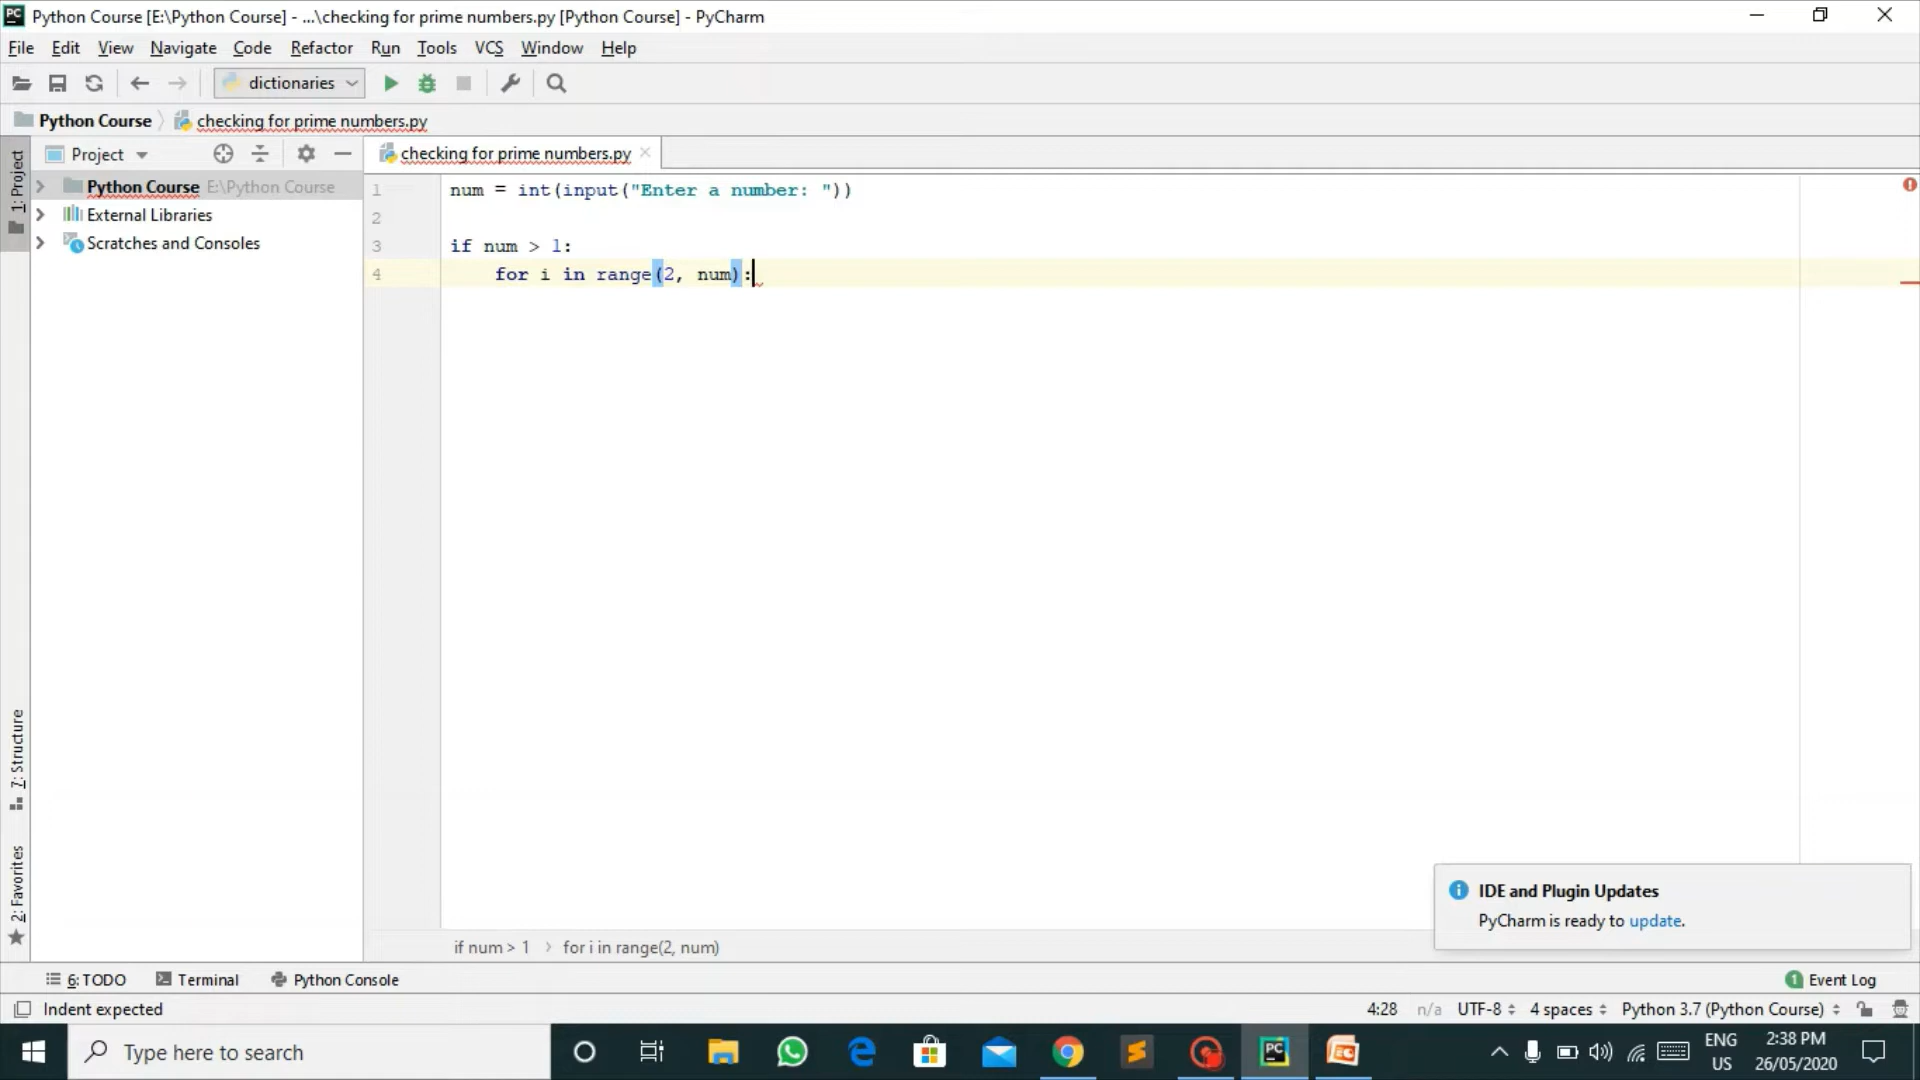 Python Course [E:\Python Course] - ...\checking for prime numbers.py [Python Course] - PyCharm
File Edit View Navigate Code Refactor Run Tools VCS Window Help
dictionaries
Python Course checking for prime numbers.py
1: Project
Project
checking for prime numbers.py
Python Course E:\Python Course
External Libraries
Scratches and Consoles
1 num = int(input("Enter a number: "))
2
3 if num > 1:
4 for i in range(2, num):
7: Structure
2: Favorites
IDE and Plugin Updates
PyCharm is ready to update.
if num > 1 › for i in range(2, num)
6: TODO Terminal Python Console
1 Event Log
Indent expected
4:28 n/a UTF-8 4 spaces Python 3.7 (Python Course)
Type here to search
ENG
US
2:38 PM
26/05/2020